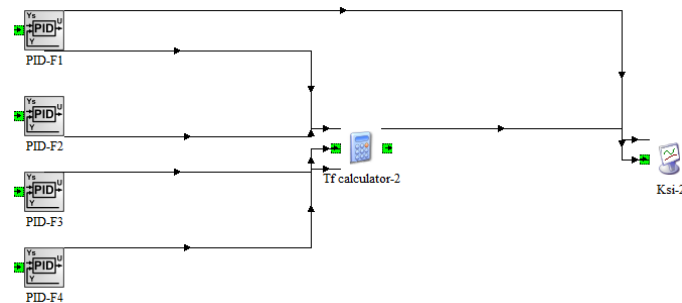 Ys
U
PID
Y
PID-F1
Ys
U
PID
Y
PID-F2
Ys
U
PID
Y
PID-F3
Ys
U
PID
Y
PID-F4
Tf calculator-2
Ksi-2